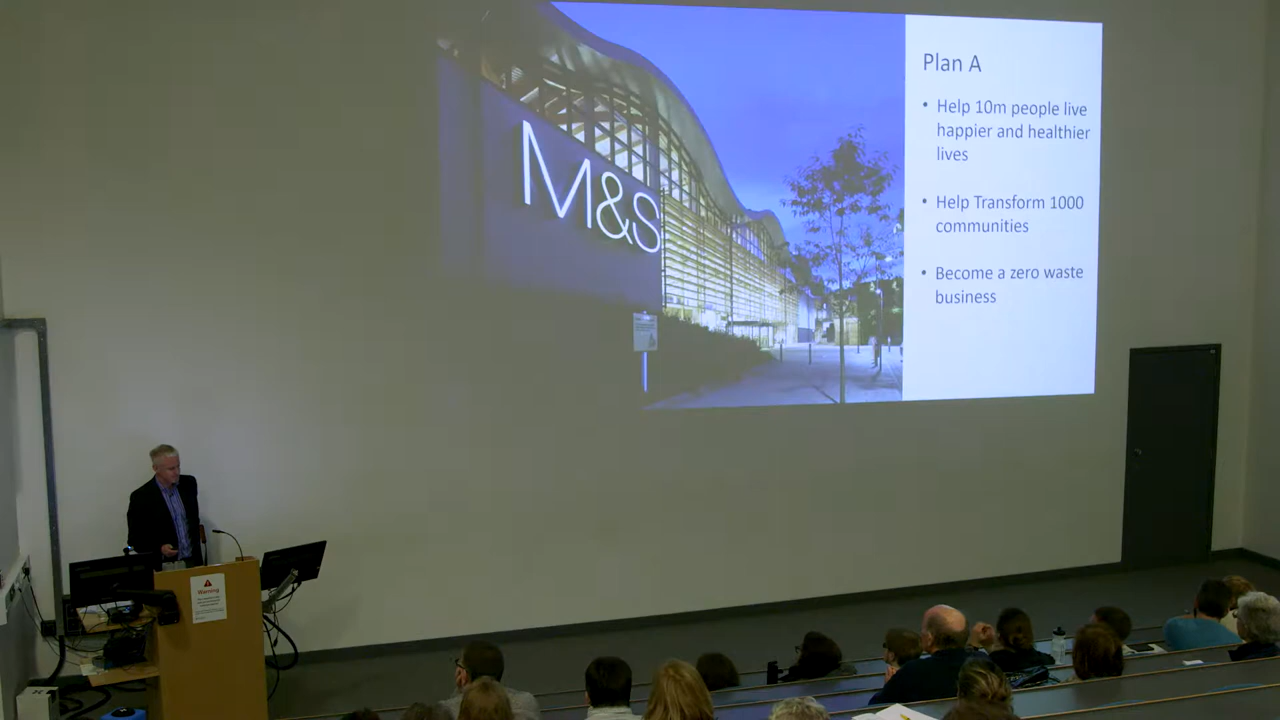 M&S
Plan A
• Help 10m people live
happier and healthier
lives
• Help Transform 1000
communities
• Become a zero waste
business
Warning